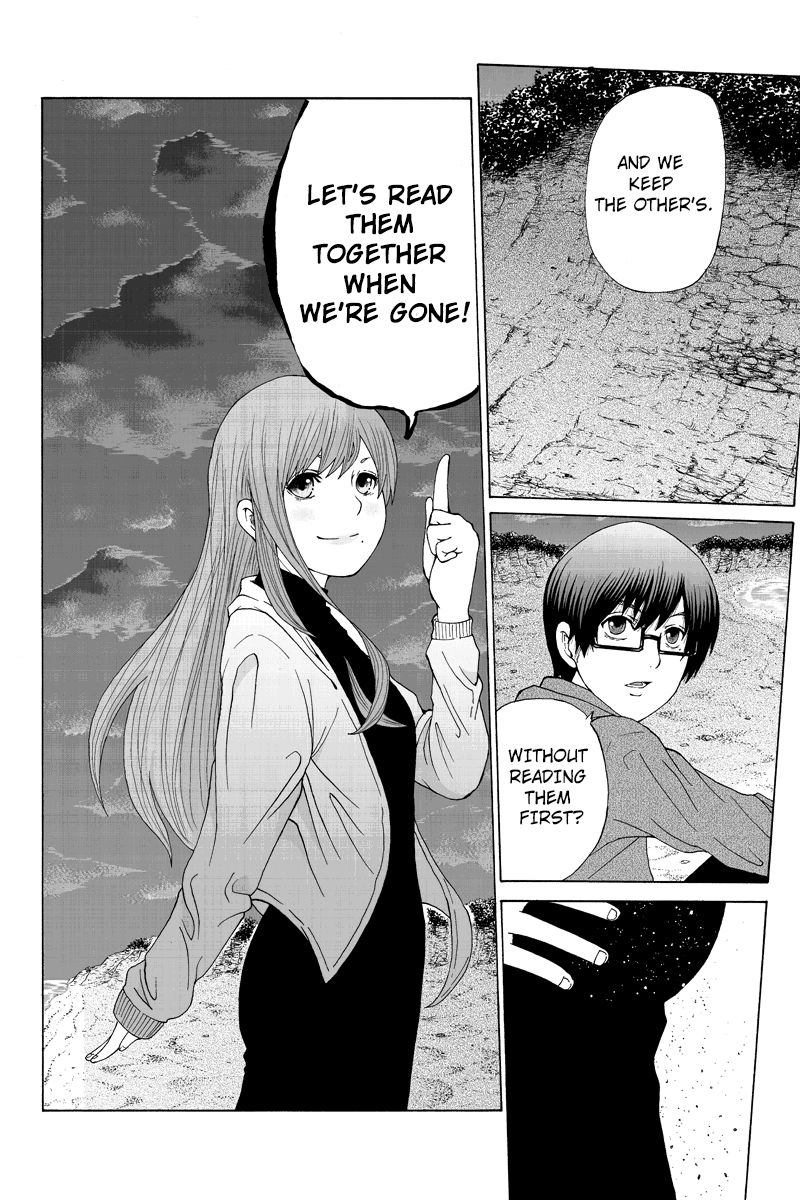 AND WE
KEEP
THE OTHER'S.
WITHOUT
READING
THEM
FIRST?
LET'S READ
THEM
TOGETHER
WHEN
WE'RE GONE!